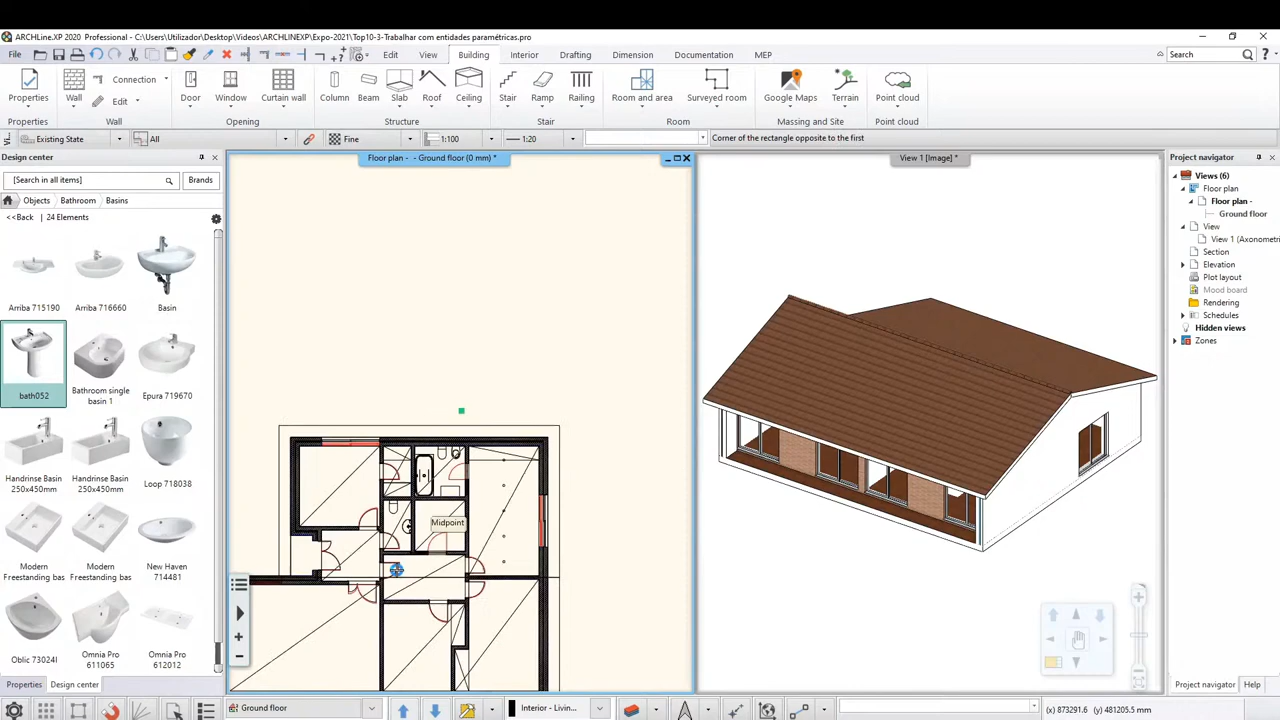 ARCHLine.XP 2020 Professional - C:\Users\Utilizador\Desktop\Videos\ARCHLINEXP\Expo-2021\Top10-3-Trabalhar com entidades paramétricas.pro
File Edit View Building Interior Drafting Dimension Documentation MEP Search
Properties Wall Connection Edit Door Window Curtain wall Column Beam Slab Roof Ceiling Stair Ramp Railing Room and area Surveyed room Google Maps Terrain Point cloud
Properties Wall Opening Structure Stair Room Massing and Site Point cloud
Existing State All Fine 1:100 1:20 Corner of the rectangle opposite to the first
Design center
[Search in all items] Brands
Objects Bathroom Basins
<<Back 24 Elements
Arriba 715190 Arriba 716660 Basin
bath052 Bathroom single basin 1 Epura 719670
Handrinse Basin 250x450mm Handrinse Basin 250x450mm Loop 718038
Modern Freestanding bas Modern Freestanding bas New Haven 714481
Oblic 73024I Omnia Pro 611065 Omnia Pro 612012
Properties Design center
Floor plan - - Ground floor (0 mm) *
Midpoint
View 1 [Image] *
Project navigator
Views (6)
Floor plan
Floor plan -
Ground floor
View
View 1 (Axonometri
Section
Elevation
Plot layout
Mood board
Rendering
Schedules
Hidden views
Zones
Project navigator Help
Ground floor Interior - Livin... (x) 873291.6 (y) 481205.5 mm